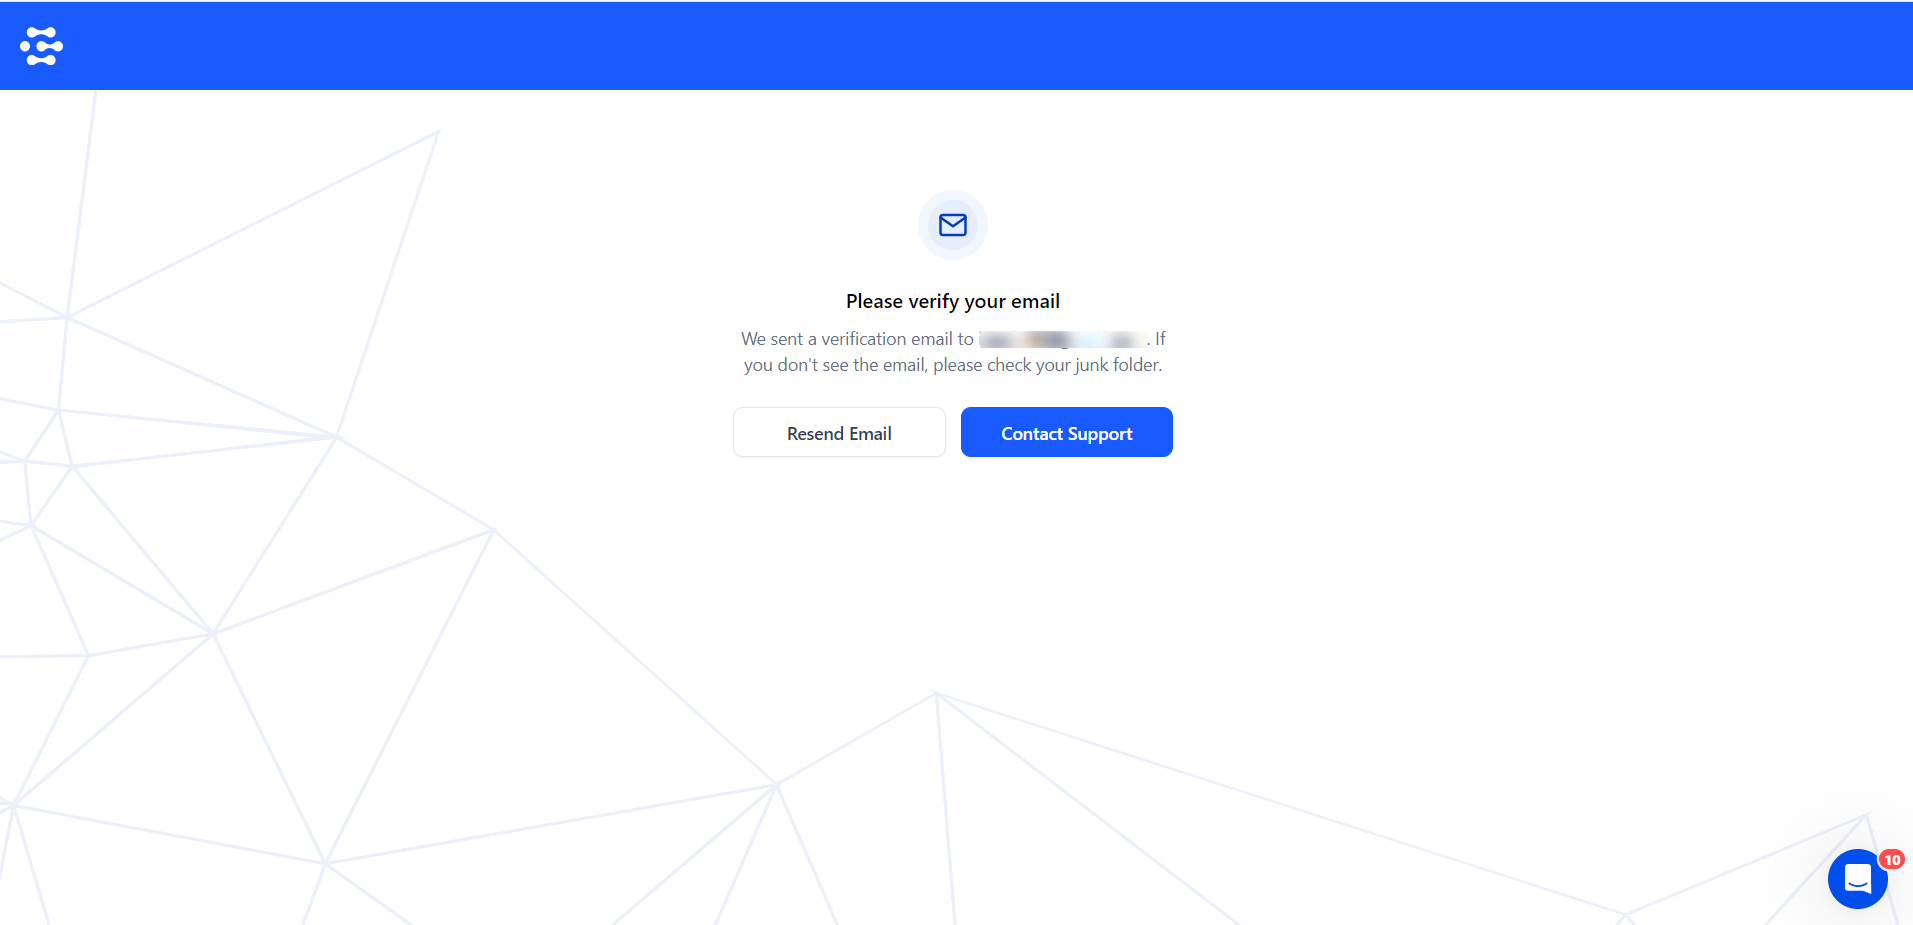 Please verify your email
We sent a verification email to . If
you don't see the email, please check your junk folder.
Resend Email
Contact Support
10